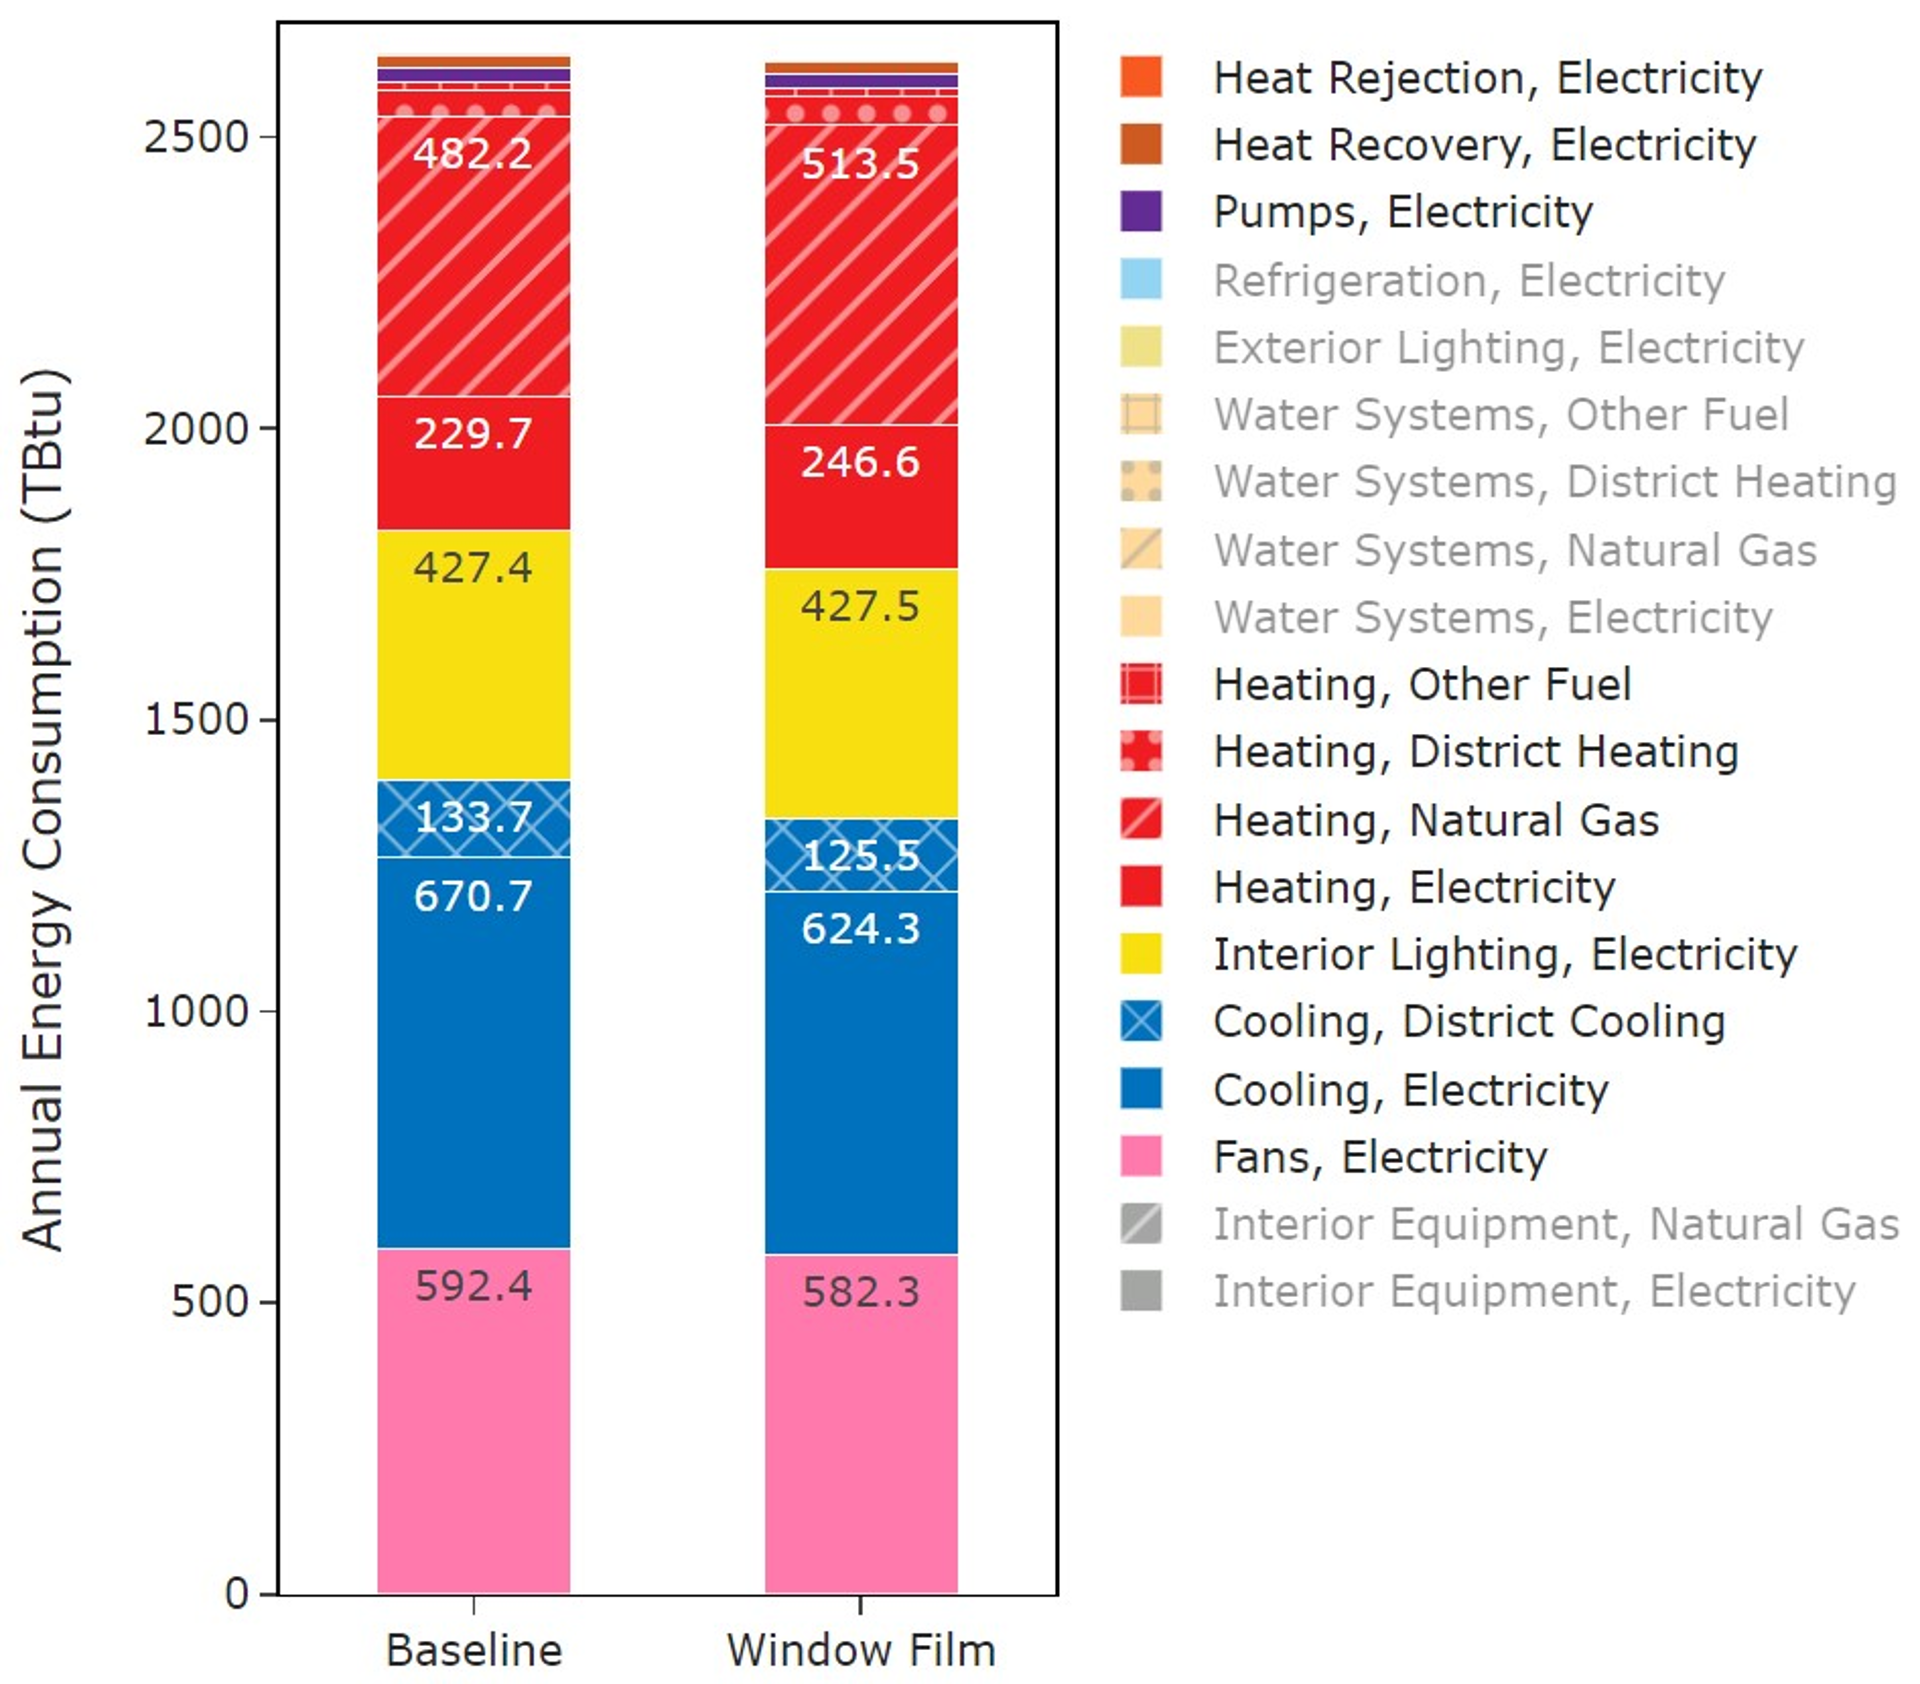 Annual Energy Consumption (TBtu)
2500
2000
1500
1000
500
0
482.2
229.7
427.4
133.7
670.7
592.4
513.5
246.6
427.5
125.5
624.3
582.3
Baseline
Window Film
Heat Rejection, Electricity
Heat Recovery, Electricity
Pumps, Electricity
Refrigeration, Electricity
Exterior Lighting, Electricity
Water Systems, Other Fuel
Water Systems, District Heating
Water Systems, Natural Gas
Water Systems, Electricity
Heating, Other Fuel
Heating, District Heating
Heating, Natural Gas
Heating, Electricity
Interior Lighting, Electricity
Cooling, District Cooling
Cooling, Electricity
Fans, Electricity
Interior Equipment, Natural Gas
Interior Equipment, Electricity